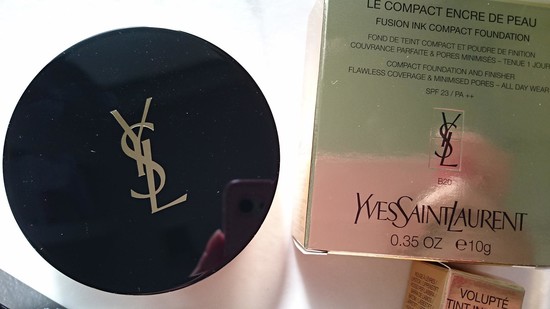 YSL
LE COMPACT ENCRE DE PEAU
FUSION INK COMPACT FOUNDATION
FOND DE TEINT COMPACT ET POUDRE DE FINITION
COUVRANCE PARFAITE & PORES MINIMISÉS – TENUE 1 JOUR
COMPACT FOUNDATION AND FINISHER
FLAWLESS COVERAGE & MINIMISED PORES – ALL DAY WEAR
SPF 23 / PA ++
YSL
B20
YVESSAINTLAURENT
0.35 OZ e10g
VOLUPTÉ
TINT IN